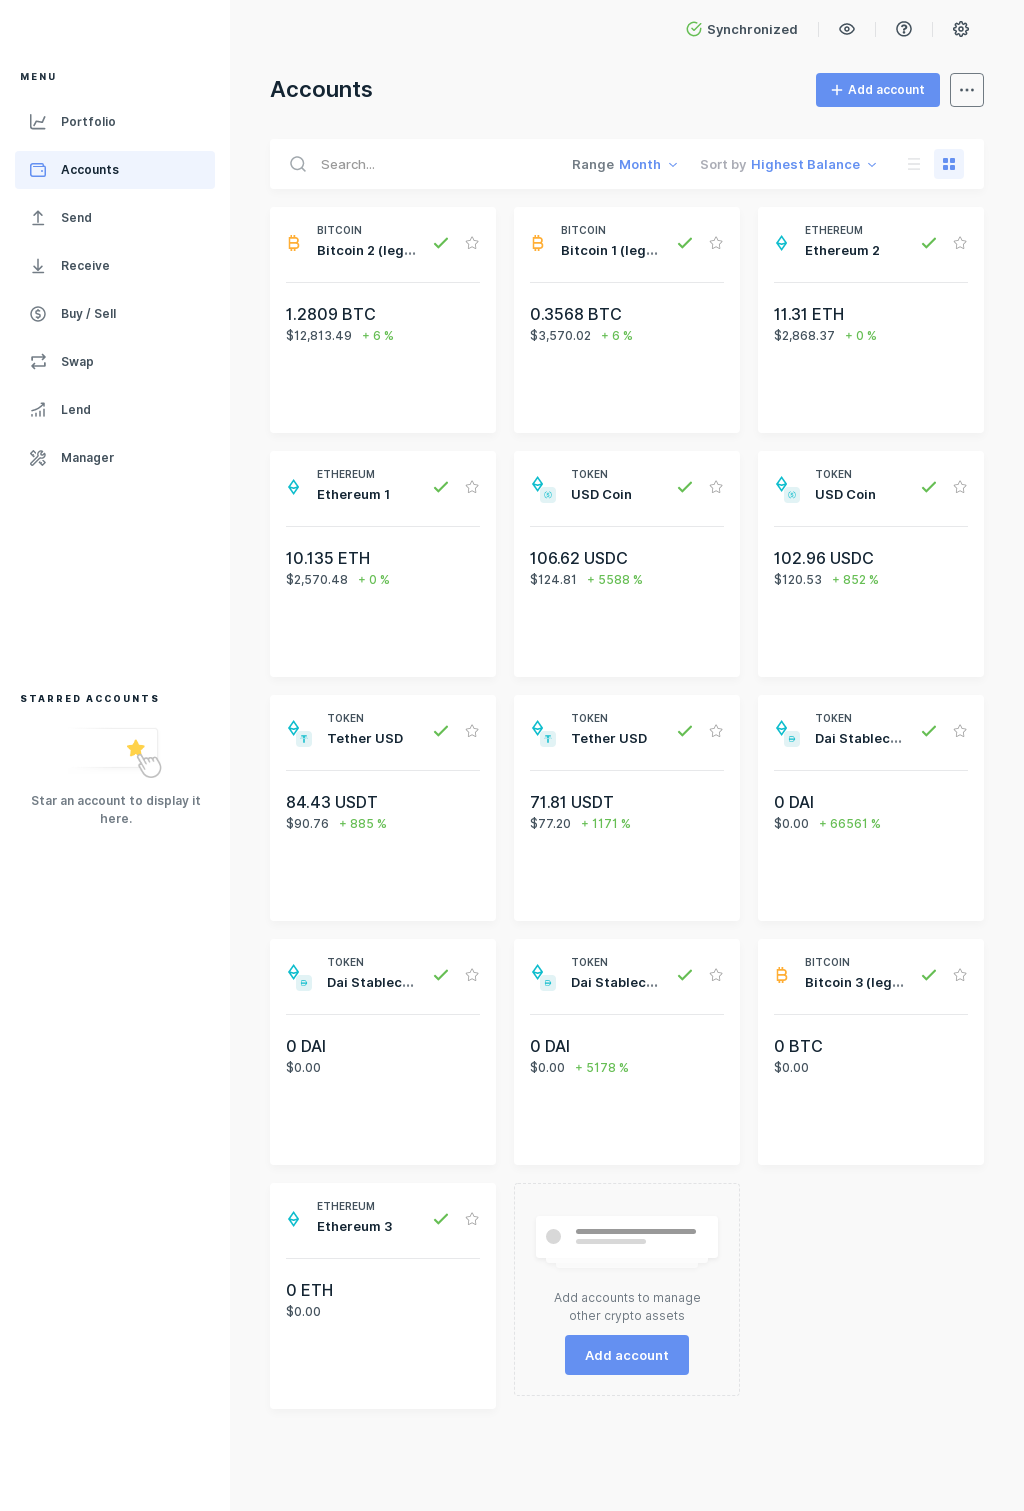 Synchronized
MENU
Portfolio
Accounts
Send
Receive
Buy / Sell
Swap
Lend
Manager
STARRED ACCOUNTS
Star an account to display it
here.
Accounts
Add account
Search...
Range Month
Sort by Highest Balance
BITCOIN
Bitcoin 2 (leg...
1.2809 BTC
$12,813.49 + 6 %
BITCOIN
Bitcoin 1 (leg...
0.3568 BTC
$3,570.02 + 6 %
ETHEREUM
Ethereum 2
11.31 ETH
$2,868.37 + 0 %
ETHEREUM
Ethereum 1
10.135 ETH
$2,570.48 + 0 %
TOKEN
USD Coin
106.62 USDC
$124.81 + 5588 %
TOKEN
USD Coin
102.96 USDC
$120.53 + 852 %
TOKEN
Tether USD
84.43 USDT
$90.76 + 885 %
TOKEN
Tether USD
71.81 USDT
$77.20 + 1171 %
TOKEN
Dai Stablec...
0 DAI
$0.00 + 66561 %
TOKEN
Dai Stablec...
0 DAI
$0.00
TOKEN
Dai Stablec...
0 DAI
$0.00 + 5178 %
BITCOIN
Bitcoin 3 (leg...
0 BTC
$0.00
ETHEREUM
Ethereum 3
0 ETH
$0.00
Add accounts to manage
other crypto assets
Add account